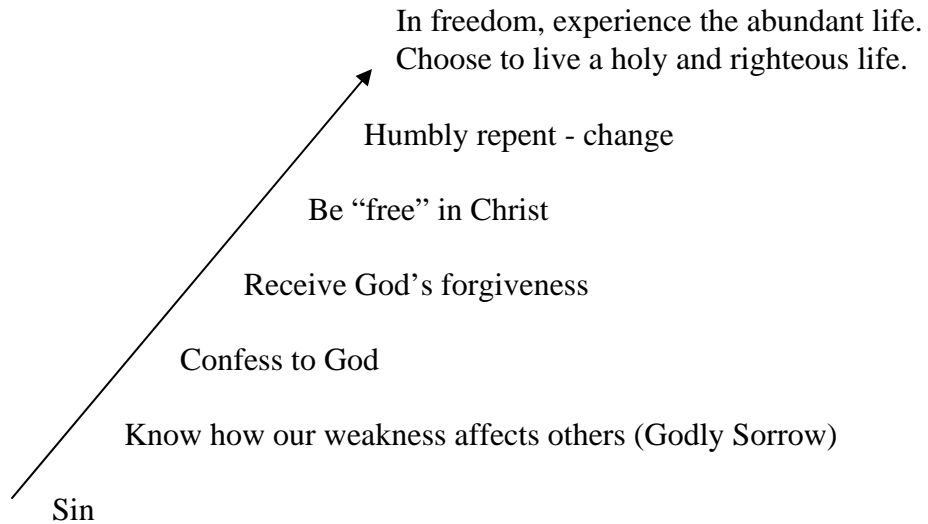 In freedom, experience the abundant life.
Choose to live a holy and righteous life.
Humbly repent - change
Be “free” in Christ
Receive God’s forgiveness
Confess to God
Know how our weakness affects others (Godly Sorrow)
Sin